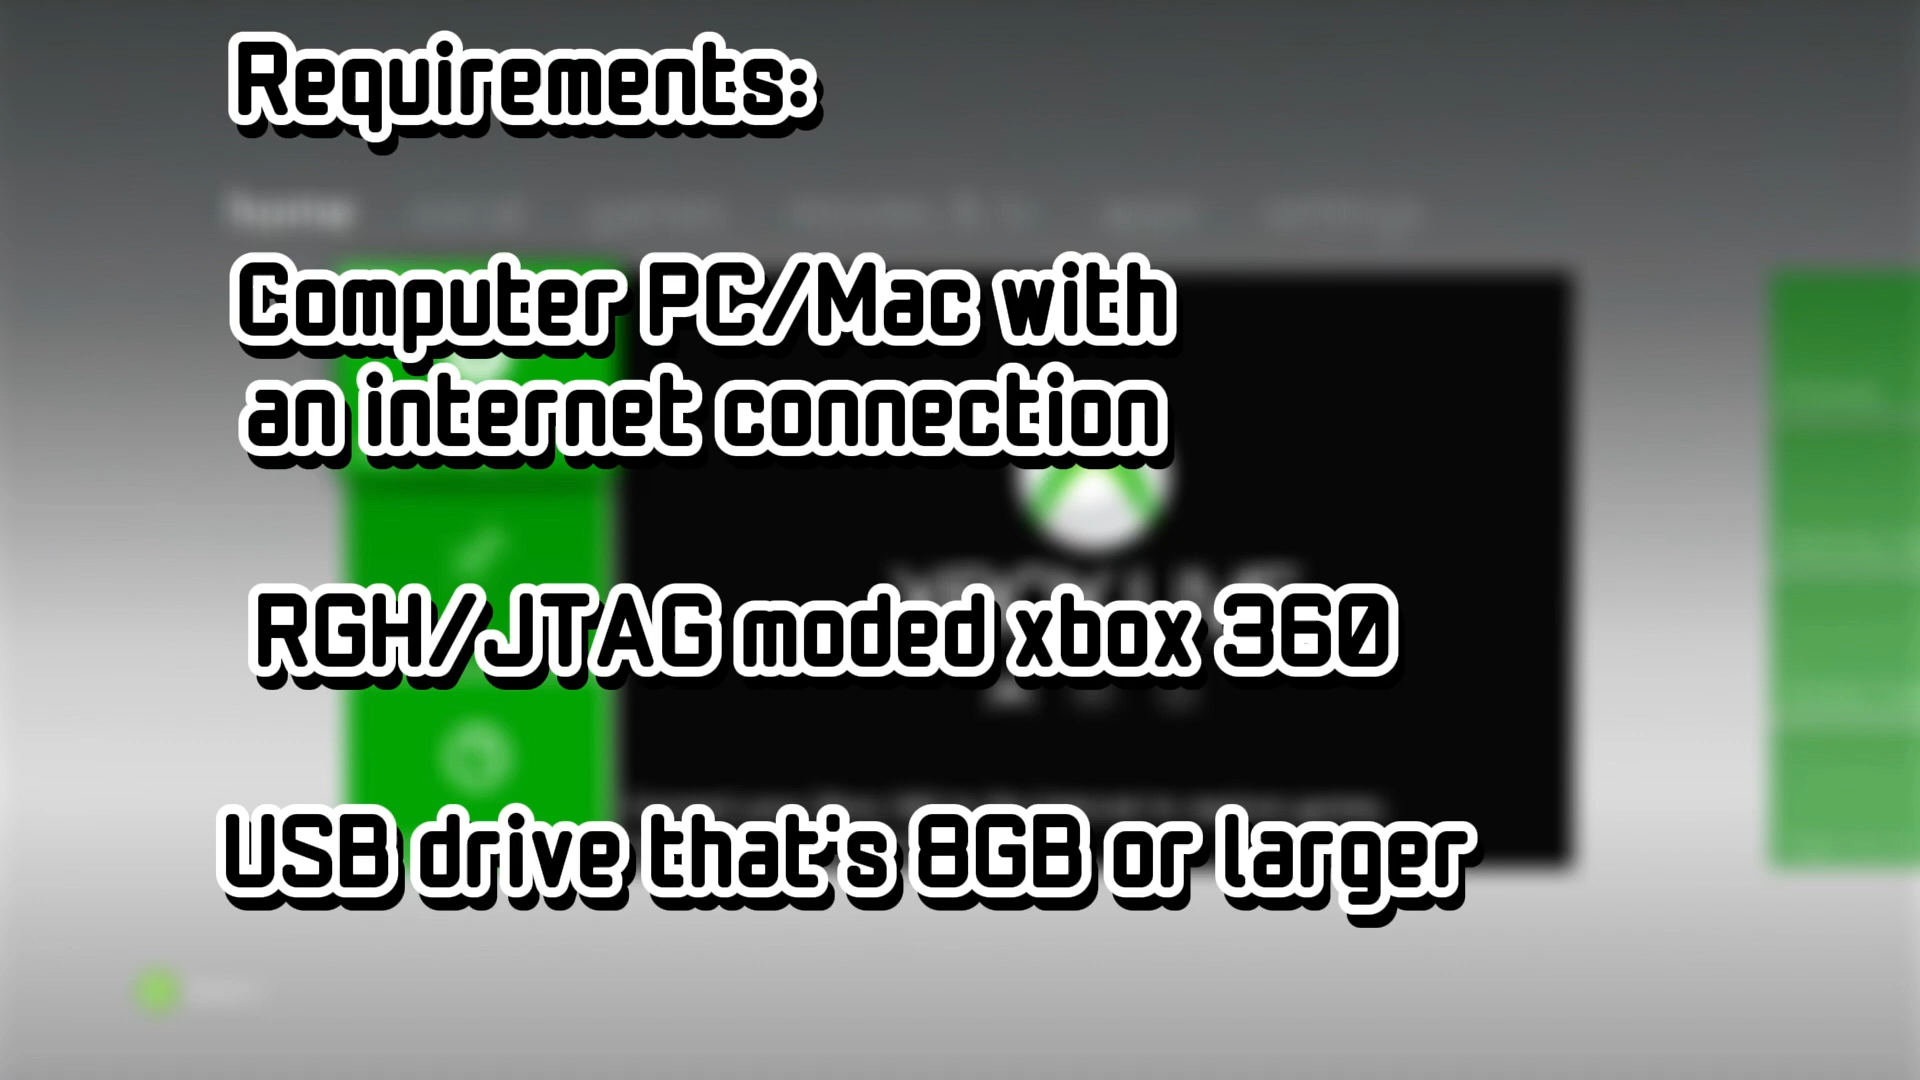 Requirements:
home
Computer PC/Mac with
an internet connection
RGH/JTAG moded xbox 360
USB drive that's 8GB or larger